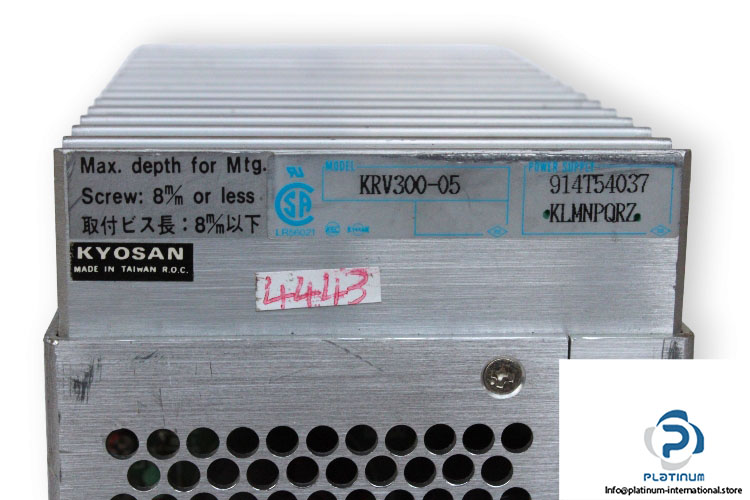 Max. depth for Mtg.
Screw: 8m/m or less
取付ビス長:8m/m以下
KYOSAN
MADE IN TAIWAN R.O.C.
LR56021
MODEL
KRV300-05
POWER SUPPLY
914T54037
KLMNPQRZ
4443
PLATINUM
Info@platinum-international.store